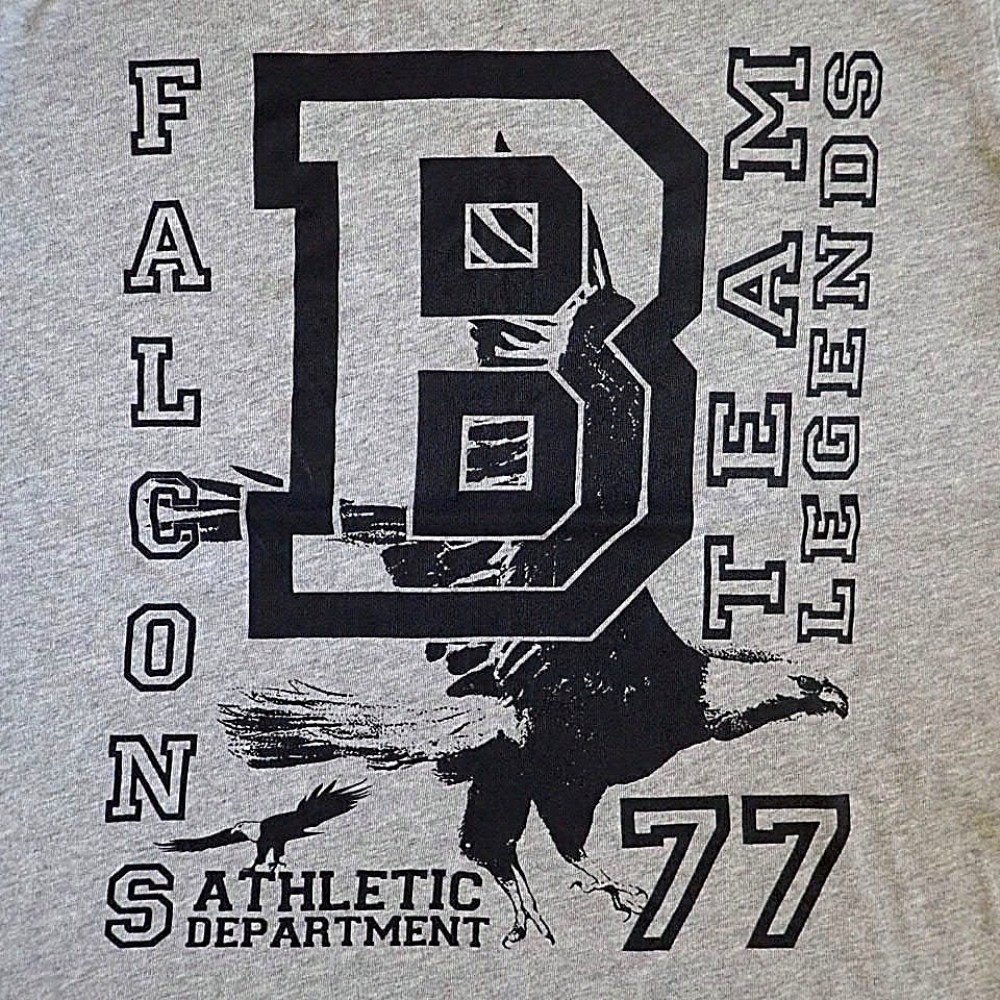 FALCONS
B
TEAM
LEGENDS
ATHLETIC
DEPARTMENT
77